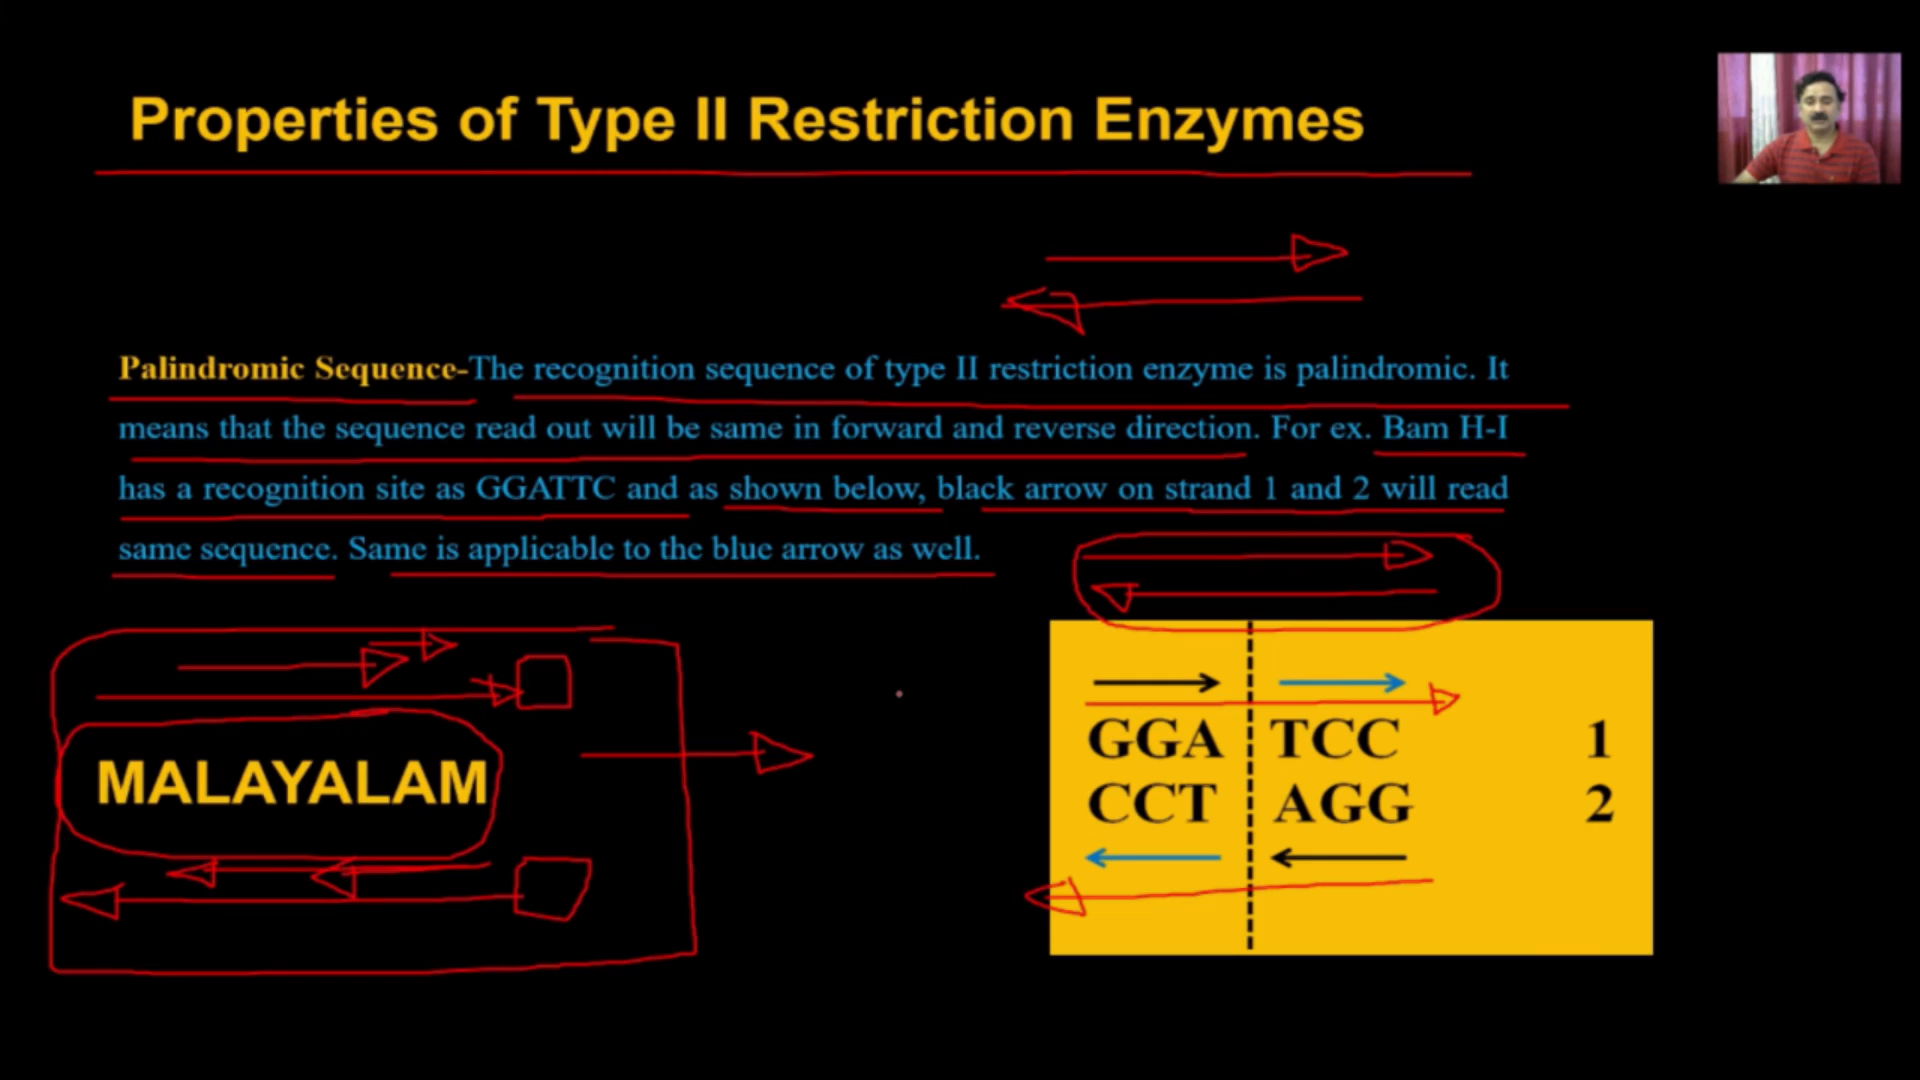 Properties of Type II Restriction Enzymes
Palindromic Sequence-The recognition sequence of type II restriction enzyme is palindromic. It
means that the sequence read out will be same in forward and reverse direction. For ex. Bam H-I
has a recognition site as GGATTC and as shown below, black arrow on strand 1 and 2 will read
same sequence. Same is applicable to the blue arrow as well.
MALAYALAM
GGA TCC 1
CCT AGG 2